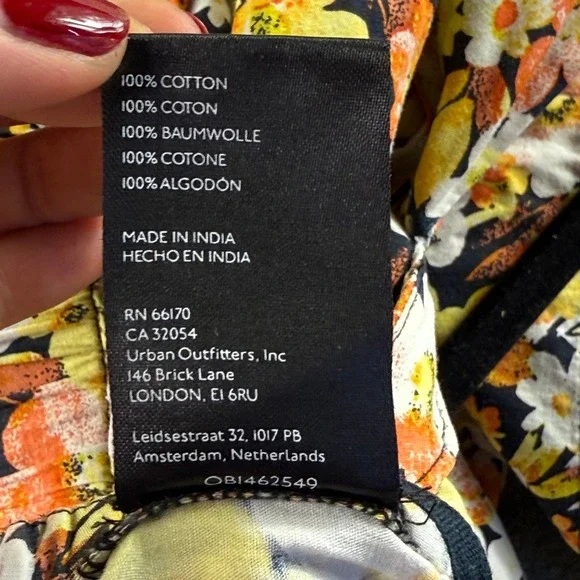 100% COTTON
100% COTON
100% BAUMWOLLE
100% COTONE
100% ALGODÓN
MADE IN INDIA
HECHO EN INDIA
RN 66170
CA 32054
Urban Outfitters, Inc
146 Brick Lane
LONDON, E1 6RU
Leidsestraat 32, 1017 PB
Amsterdam, Netherlands
OB1462549